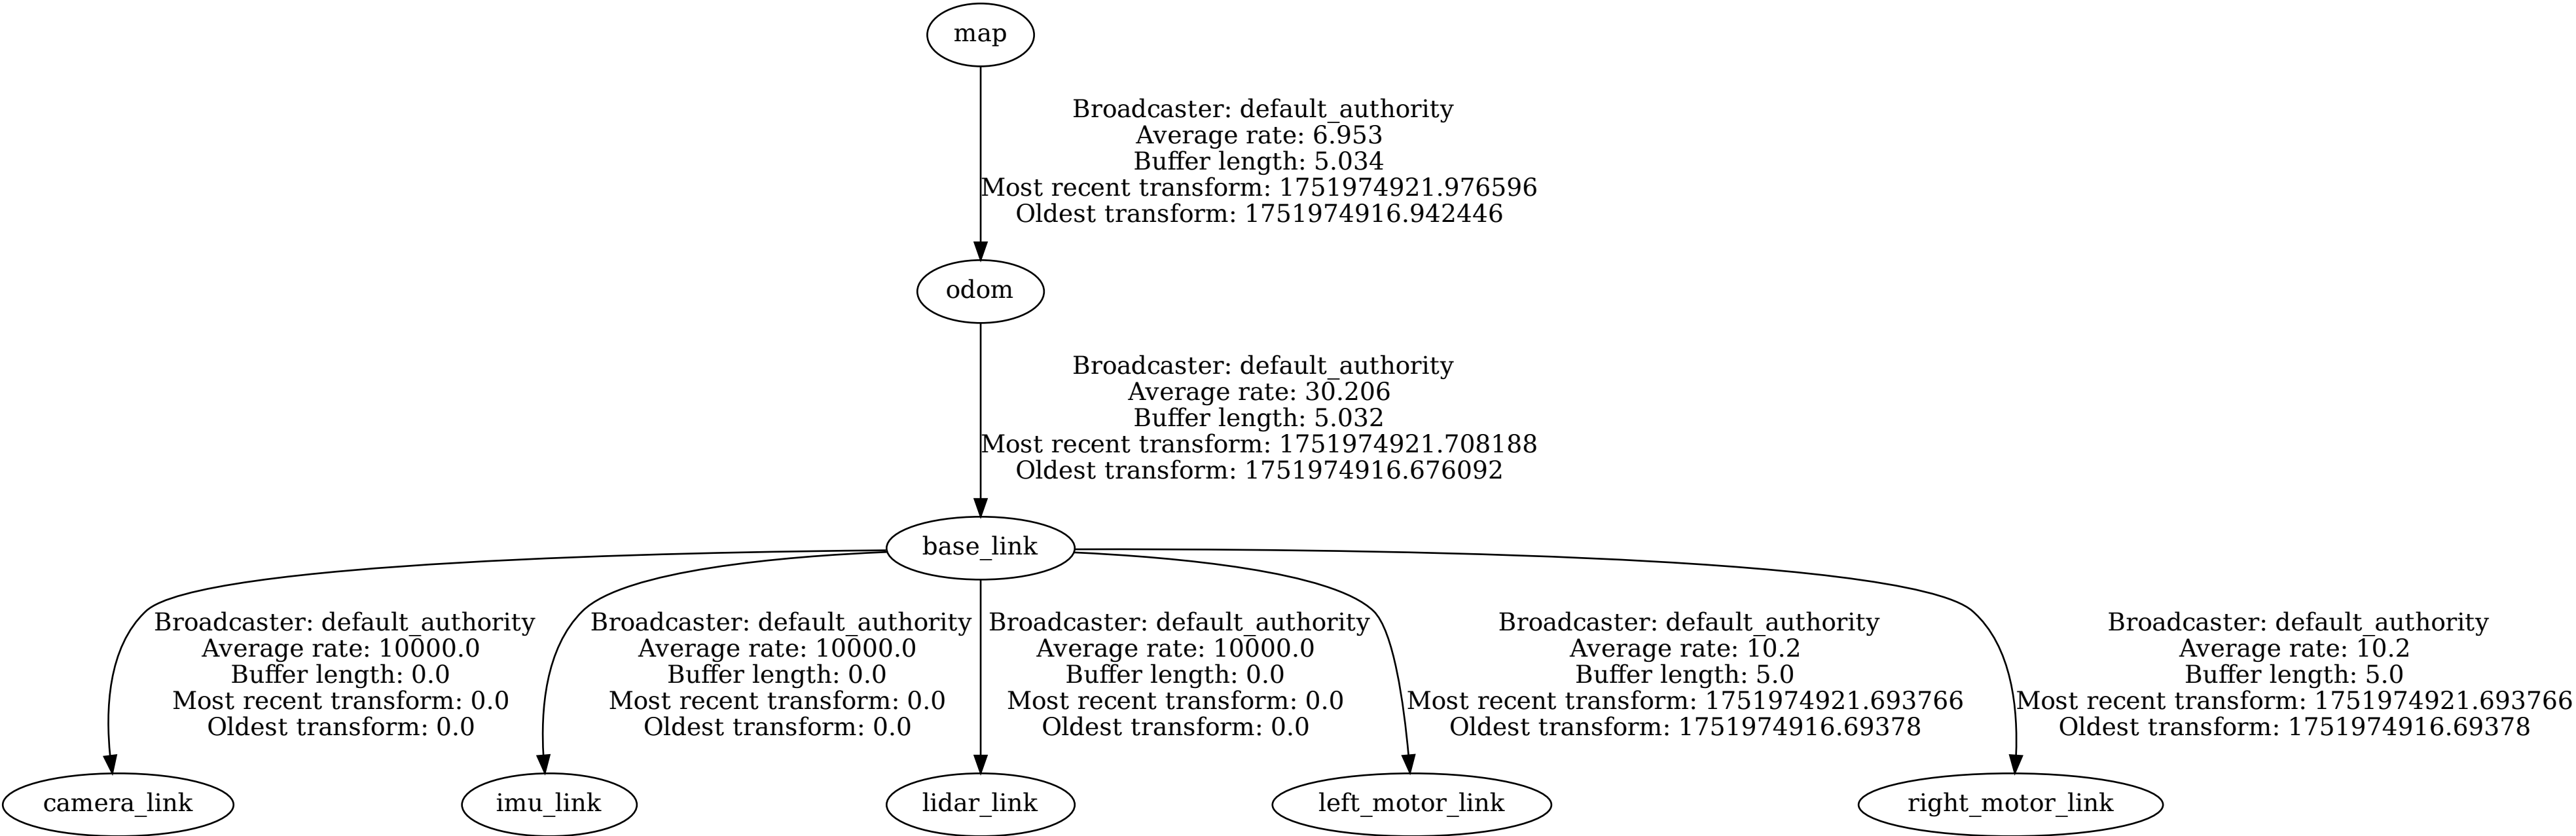 map
Broadcaster: default_authority
Average rate: 6.953
Buffer length: 5.034
Most recent transform: 1751974921.976596
Oldest transform: 1751974916.942446
odom
Broadcaster: default_authority
Average rate: 30.206
Buffer length: 5.032
Most recent transform: 1751974921.708188
Oldest transform: 1751974916.676092
base_link
Broadcaster: default_authority
Average rate: 10000.0
Buffer length: 0.0
Most recent transform: 0.0
Oldest transform: 0.0
Broadcaster: default_authority
Average rate: 10000.0
Buffer length: 0.0
Most recent transform: 0.0
Oldest transform: 0.0
Broadcaster: default_authority
Average rate: 10000.0
Buffer length: 0.0
Most recent transform: 0.0
Oldest transform: 0.0
Broadcaster: default_authority
Average rate: 10.2
Buffer length: 5.0
Most recent transform: 1751974921.693766
Oldest transform: 1751974916.69378
Broadcaster: default_authority
Average rate: 10.2
Buffer length: 5.0
Most recent transform: 1751974921.693766
Oldest transform: 1751974916.69378
camera_link
imu_link
lidar_link
left_motor_link
right_motor_link